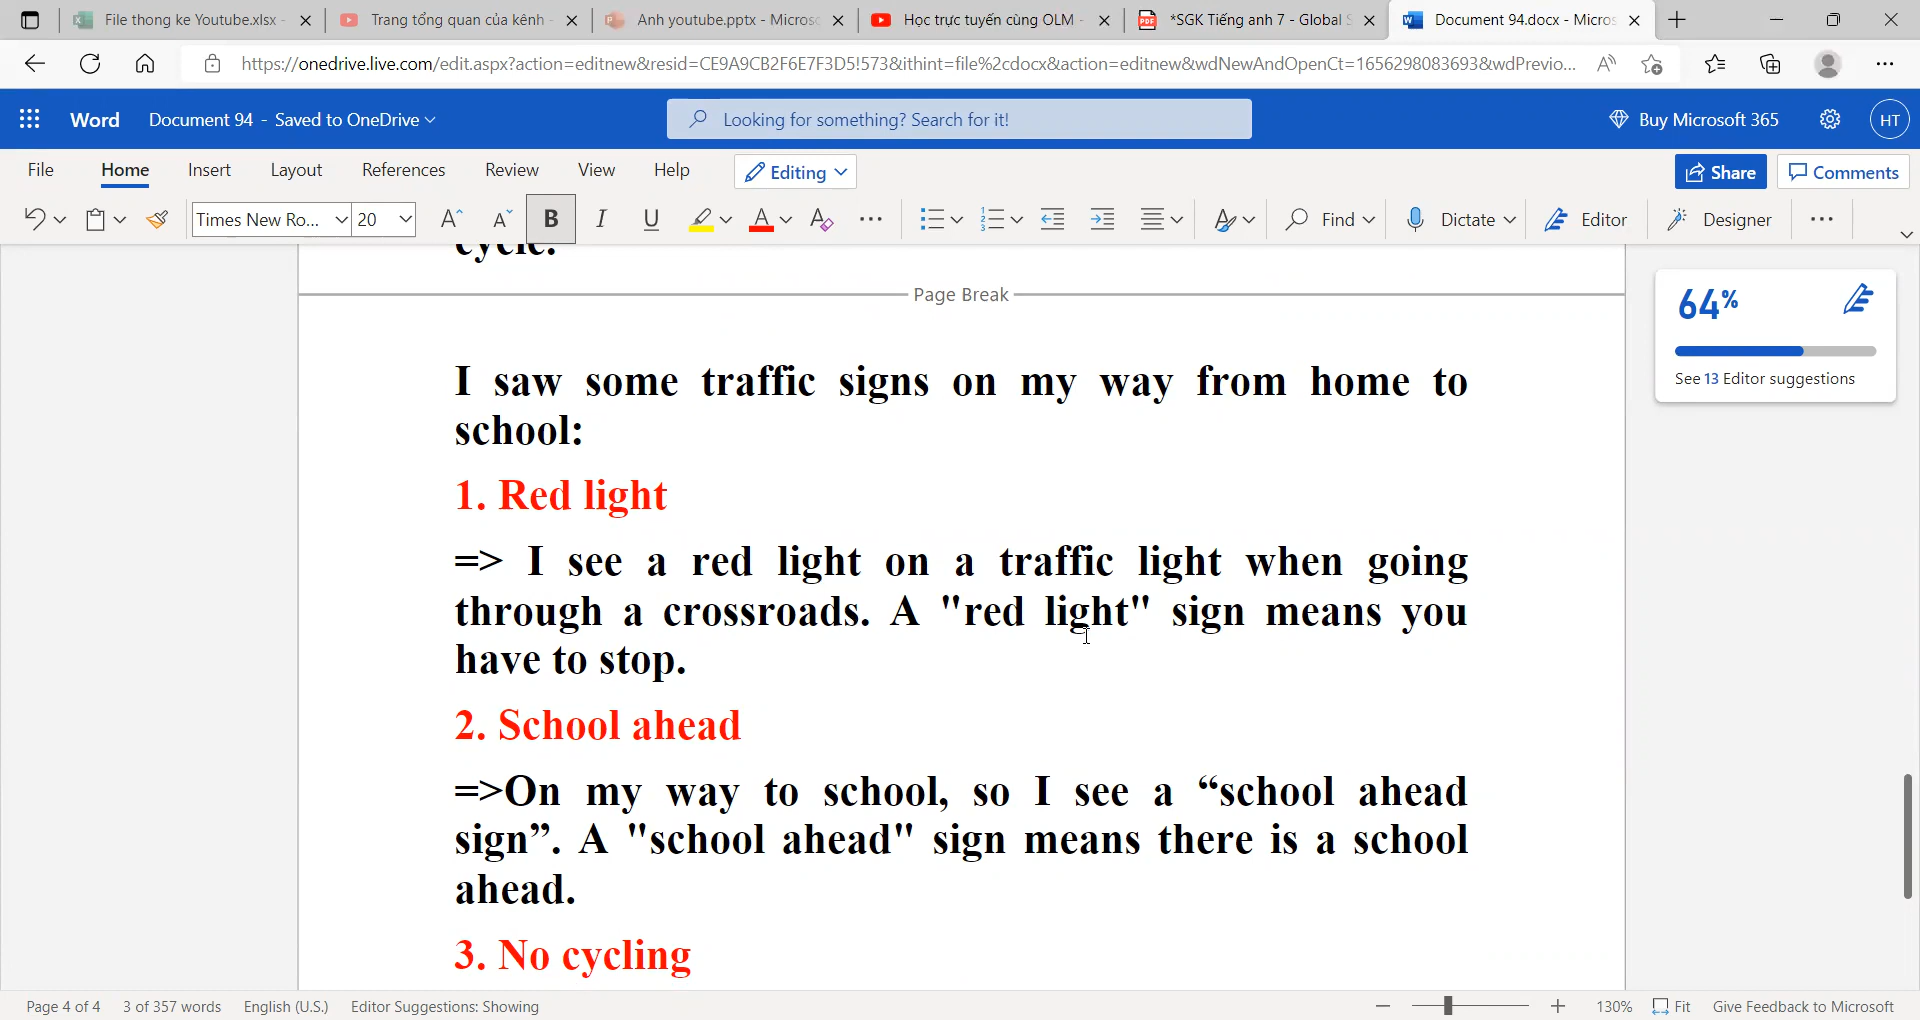 File thong ke Youtube.xlsx -
Trang tổng quan của kênh -
Anh youtube.pptx - Microso
Học trực tuyến cùng OLM -
*SGK Tiếng anh 7 - Global S
Document 94.docx - Micros
https://onedrive.live.com/edit.aspx?action=editnew&resid=CE9A9CB2F6E7F3D5!573&ithint=file%2cdocx&action=editnew&wdNewAndOpenCt=1656298083693&wdPrevio...
Word
Document 94 - Saved to OneDrive
Looking for something? Search for it!
Buy Microsoft 365
HT
File Home Insert Layout References Review View Help Editing Share Comments
Times New Ro... 20 B I U Find Dictate Editor Designer
cycle.
Page Break
64%
See 13 Editor suggestions
I saw some traffic signs on my way from home to
school:
1. Red light
=> I see a red light on a traffic light when going
through a crossroads. A "red light" sign means you
have to stop.
2. School ahead
=>On my way to school, so I see a “school ahead
sign”. A "school ahead" sign means there is a school
ahead.
3. No cycling
Page 4 of 4 3 of 357 words English (U.S.) Editor Suggestions: Showing 130% Fit Give Feedback to Microsoft